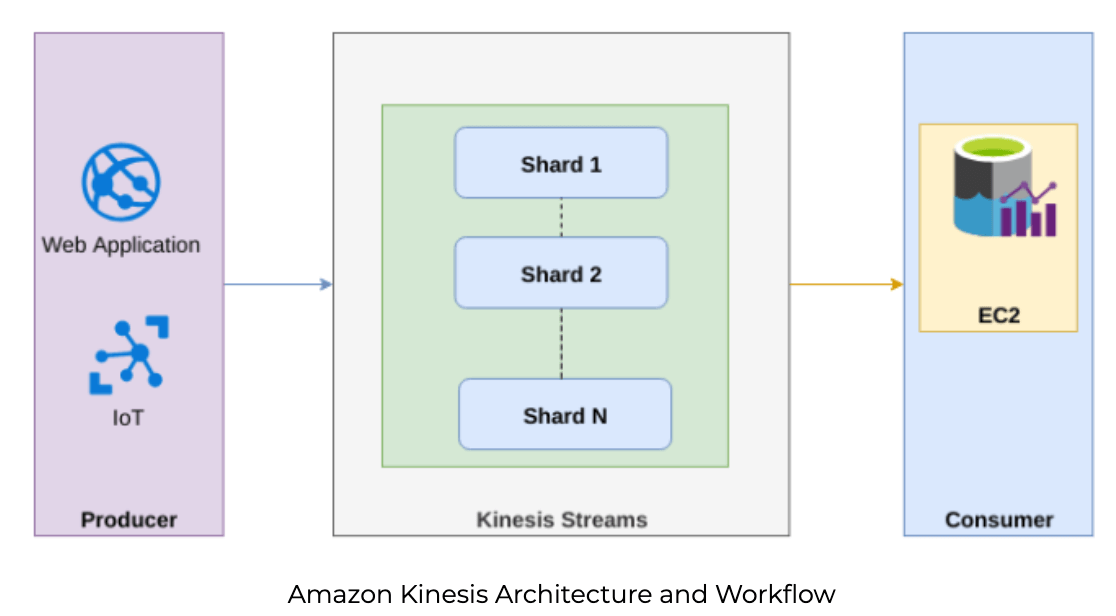 Web Application
IoT
Producer
Shard 1
Shard 2
Shard N
Kinesis Streams
EC2
Consumer
Amazon Kinesis Architecture and Workflow